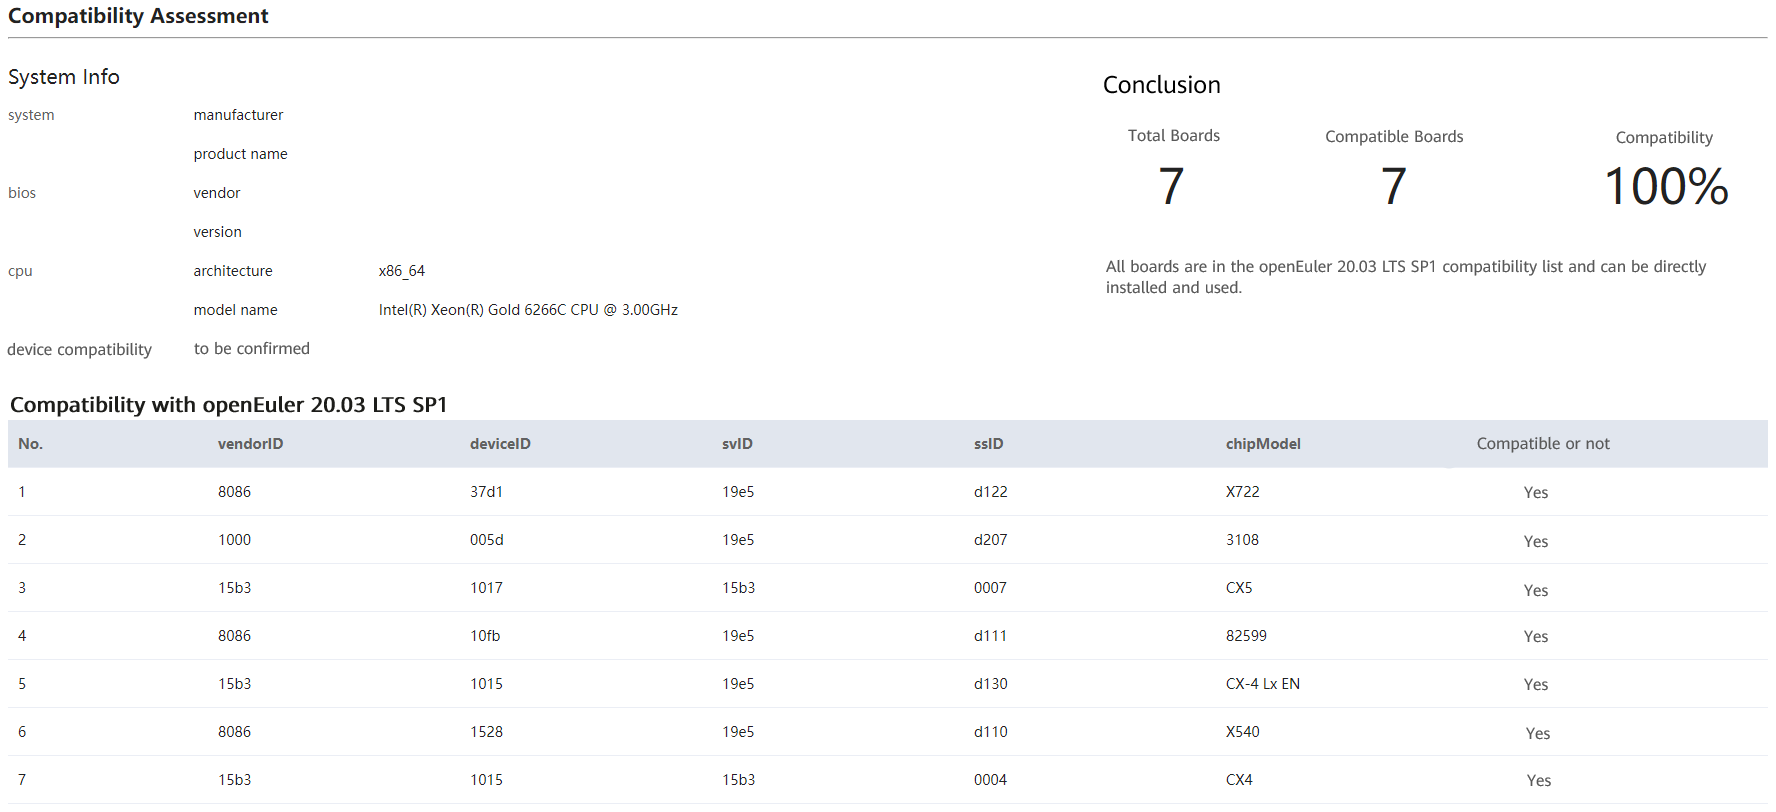 Compatibility Assessment
System Info
system manufacturer
product name
bios vendor
version
cpu architecture x86_64
model name Intel(R) Xeon(R) Gold 6266C CPU @ 3.00GHz
device compatibility to be confirmed
Conclusion
Total Boards Compatible Boards Compatibility
7 7 100%
All boards are in the openEuler 20.03 LTS SP1 compatibility list and can be directly
installed and used.
Compatibility with openEuler 20.03 LTS SP1
No. vendorID deviceID svID ssID chipModel Compatible or not
1 8086 37d1 19e5 d122 X722 Yes
2 1000 005d 19e5 d207 3108 Yes
3 15b3 1017 15b3 0007 CX5 Yes
4 8086 10fb 19e5 d111 82599 Yes
5 15b3 1015 19e5 d130 CX-4 Lx EN Yes
6 8086 1528 19e5 d110 X540 Yes
7 15b3 1015 15b3 0004 CX4 Yes